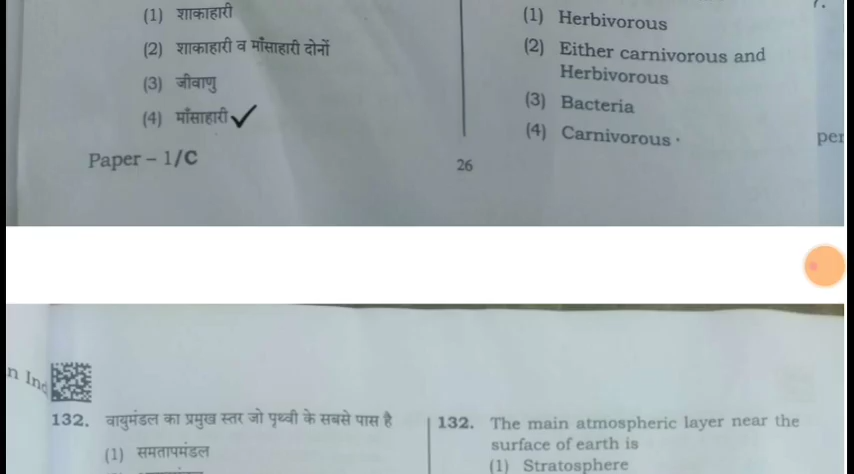 (1) शाकाहारी
(2) शाकाहारी व माँसाहारी दोनों
(3) जीवाणु
(4) माँसाहारी
Paper – 1/C
(1) Herbivorous
(2) Either carnivorous and
Herbivorous
(3) Bacteria
(4) Carnivorous
26
per
n Ind
132. वायुमंडल का प्रमुख स्तर जो पृथ्वी के सबसे पास है
(1) समतापमंडल
132. The main atmospheric layer near the
surface of earth is
(1) Stratosphere